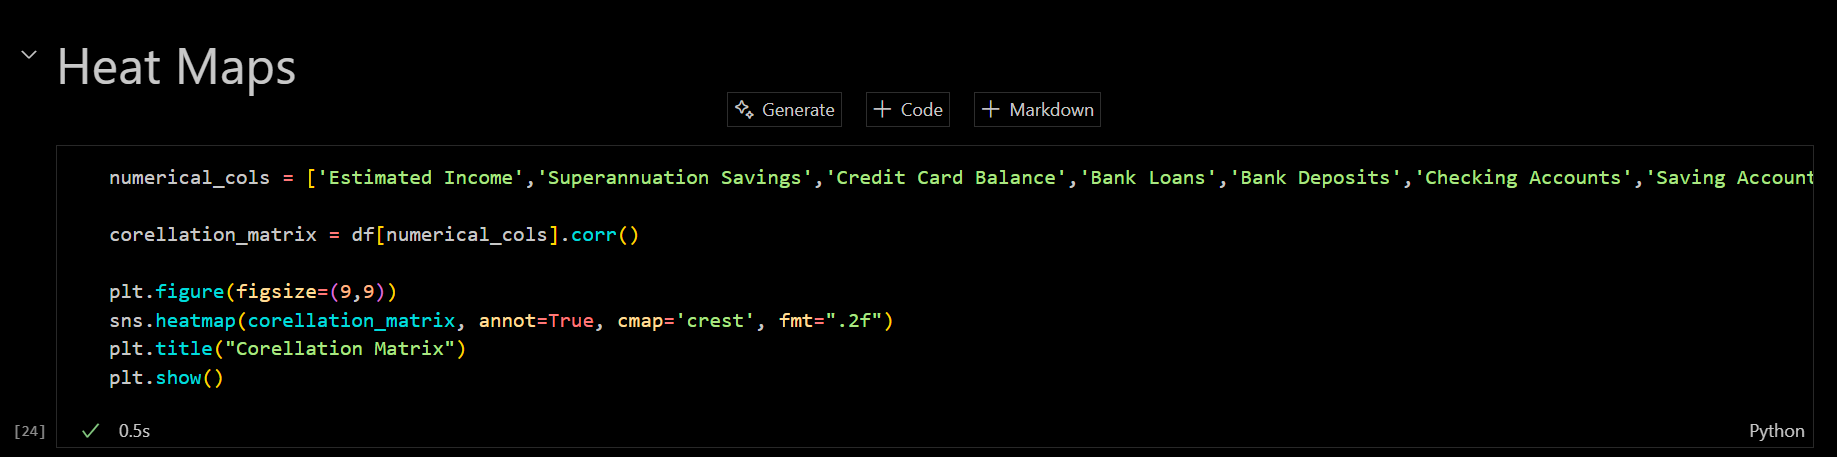 Heat Maps
Generate
Code
Markdown
numerical_cols = ['Estimated Income','Superannuation Savings','Credit Card Balance','Bank Loans','Bank Deposits','Checking Accounts','Saving Account
corellation_matrix = df[numerical_cols].corr()
plt.figure(figsize=(9,9))
sns.heatmap(corellation_matrix, annot=True, cmap='crest', fmt=".2f")
plt.title("Corellation Matrix")
plt.show()
[24]
0.5s
Python